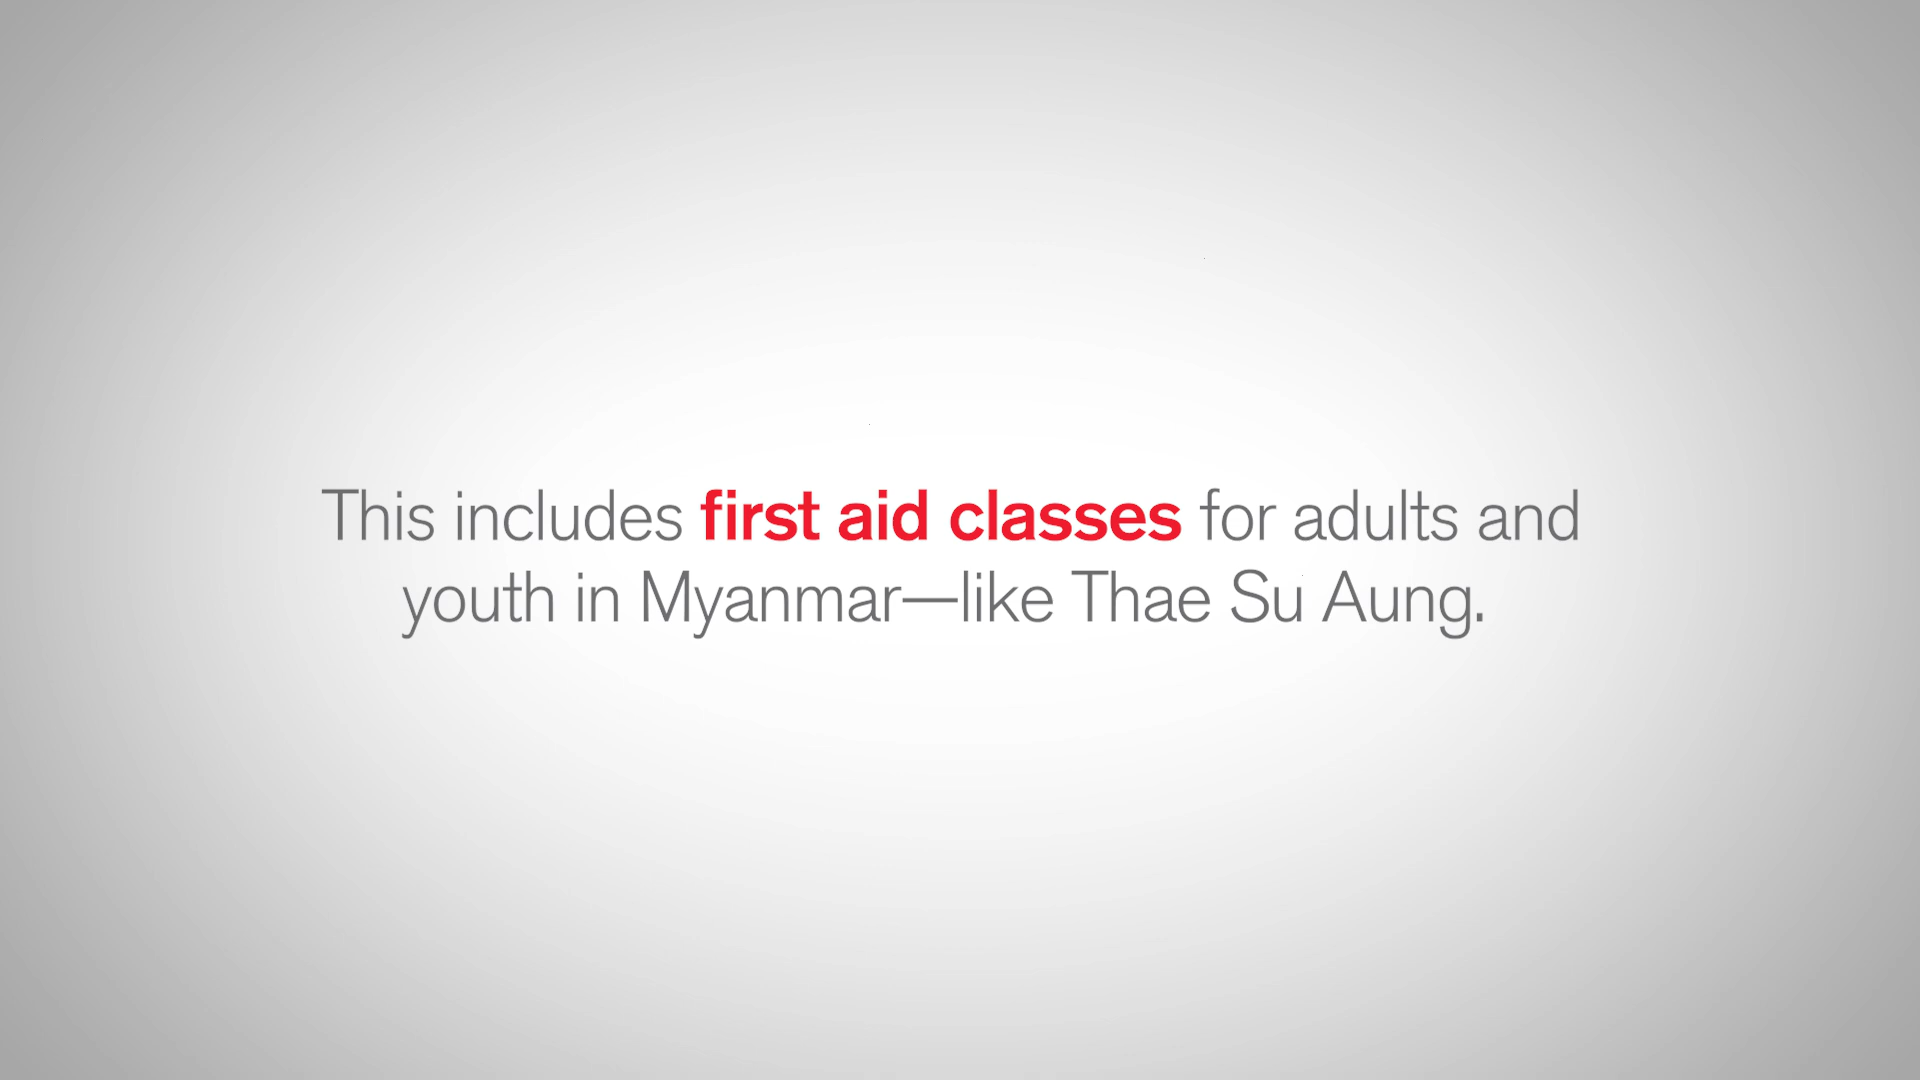 This includes first aid classes for adults and
youth in Myanmar—like Thae Su Aung.